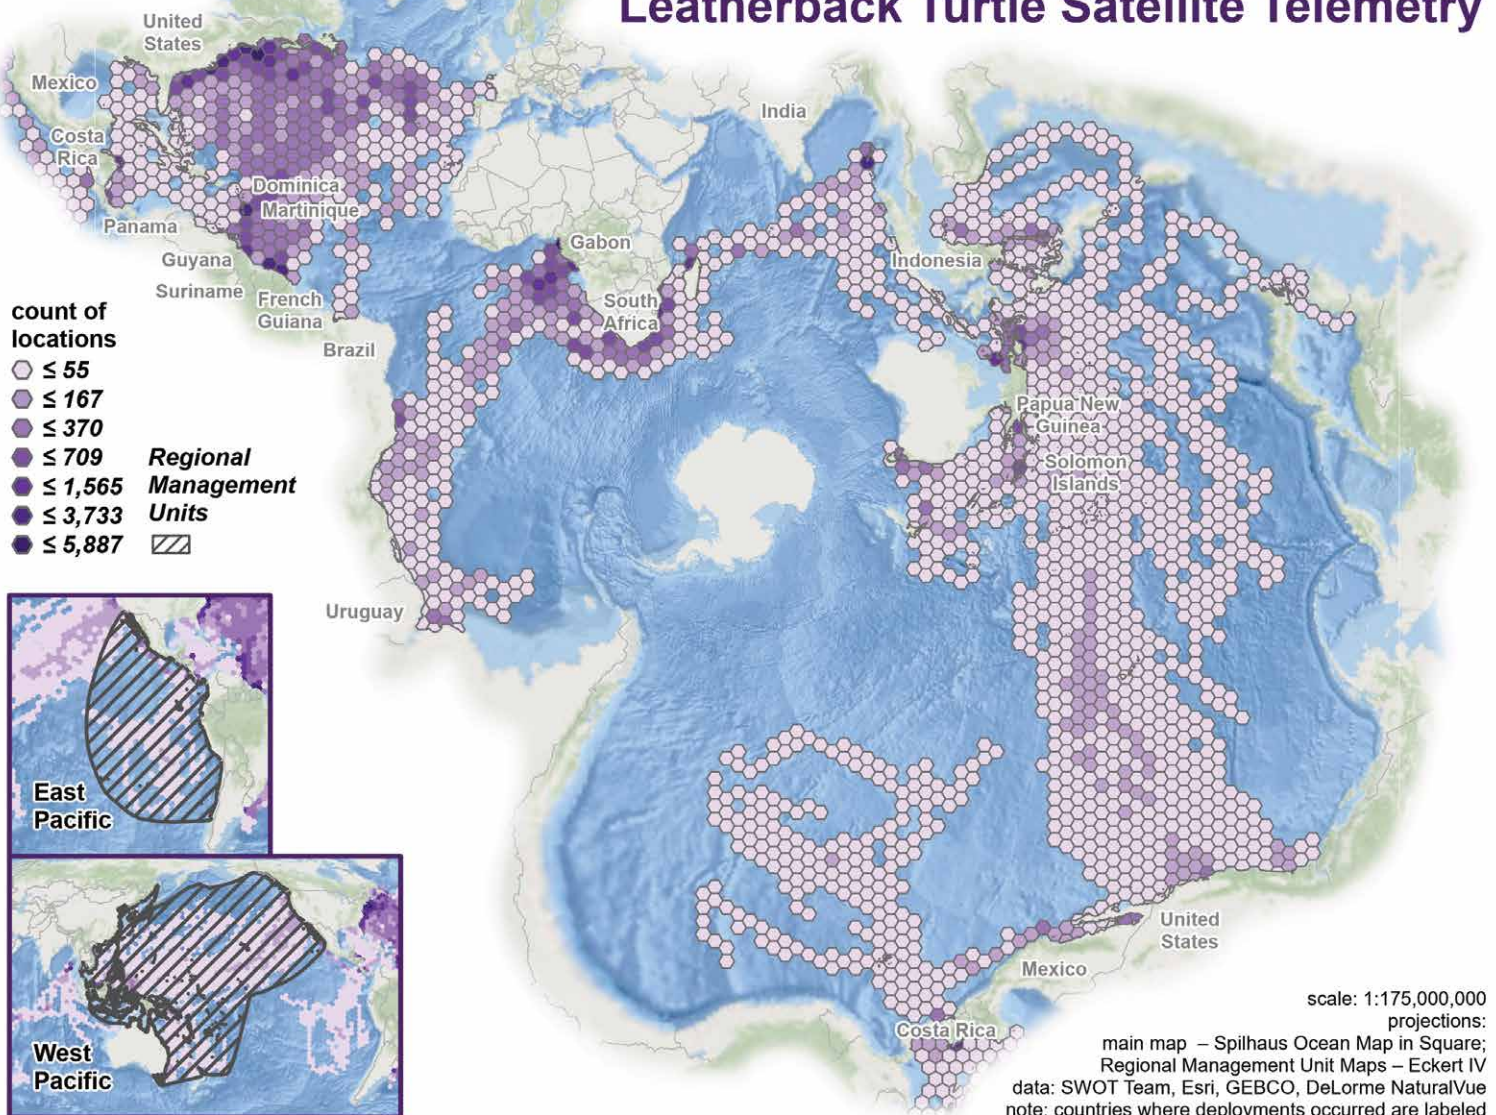 Leatherback Turtle Satellite Telemetry
United
States
Mexico
Costa
Rica
Panama
Dominica
Martinique
Guyana
Suriname
French
Guiana
Brazil
Uruguay
Gabon
South
Africa
India
Indonesia
Papua New
Guinea
Solomon
Islands
United
States
Mexico
Costa Rica
count of
locations
≤ 55
≤ 167
≤ 370
≤ 709
≤ 1,565
≤ 3,733
≤ 5,887
Regional
Management
Units
East
Pacific
West
Pacific
scale: 1:175,000,000
projections:
main map – Spilhaus Ocean Map in Square;
Regional Management Unit Maps – Eckert IV
data: SWOT Team, Esri, GEBCO, DeLorme NaturalVue
note: countries where deployments occurred are labeled